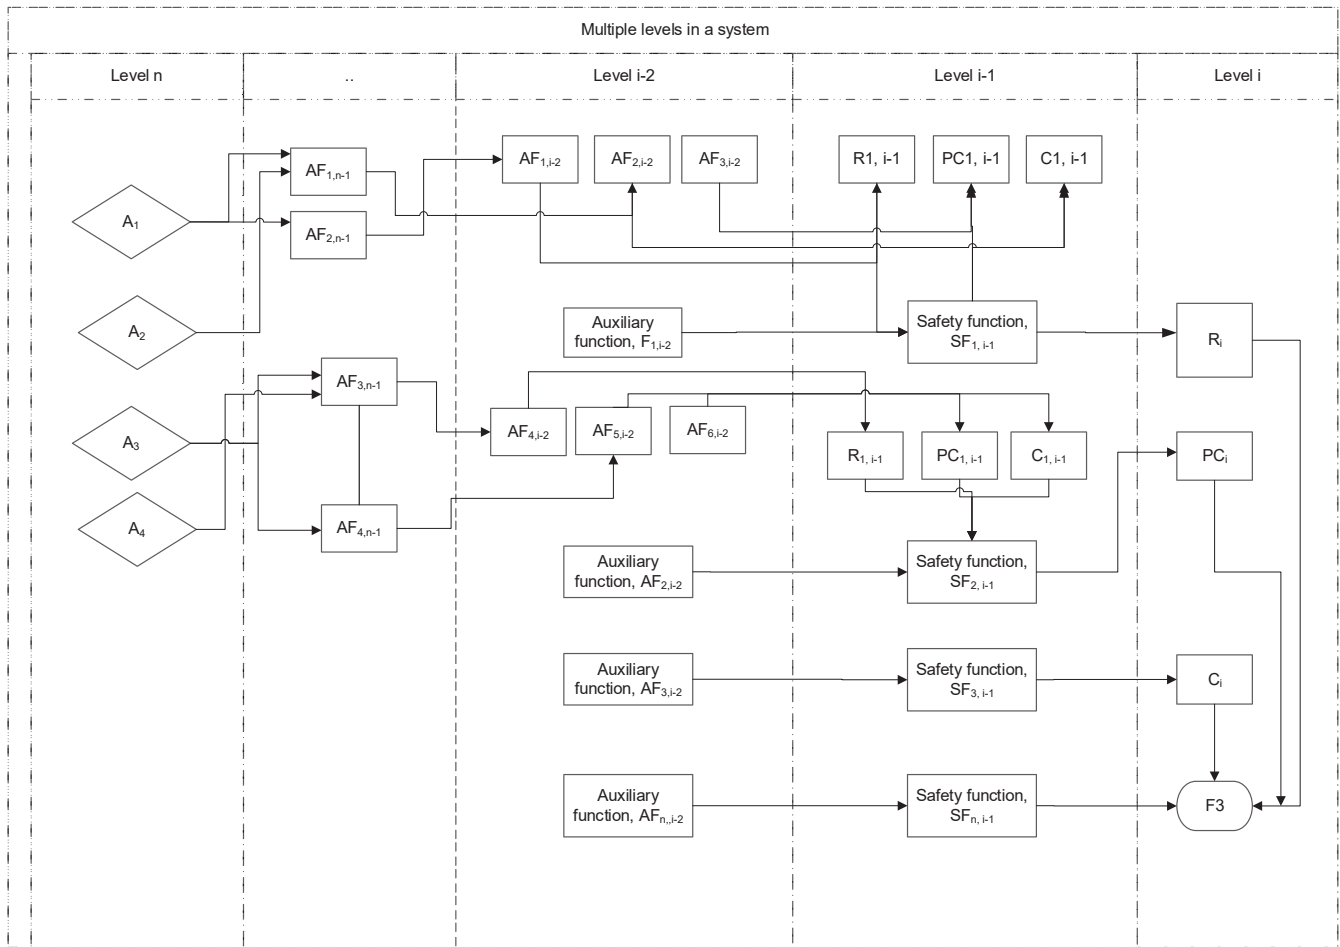 Multiple levels in a system
Level n
..
Level i-2
Level i-1
Level i
AF1,n-1
AF2,n-1
A1
A2
AF1,i-2
AF2,i-2
AF3,i-2
R1, i-1
PC1, i-1
C1, i-1
Auxiliary
function, F1,i-2
Safety function,
SF1, i-1
Ri
AF3,n-1
A3
A4
AF4,n-1
AF4,i-2
AF5,i-2
AF6,i-2
R1, i-1
PC1, i-1
C1, i-1
PCi
Auxiliary
function, AF2,i-2
Safety function,
SF2, i-1
Auxiliary
function, AF3,i-2
Safety function,
SF3, i-1
Ci
Auxiliary
function, AFn,,i-2
Safety function,
SFn, i-1
F3